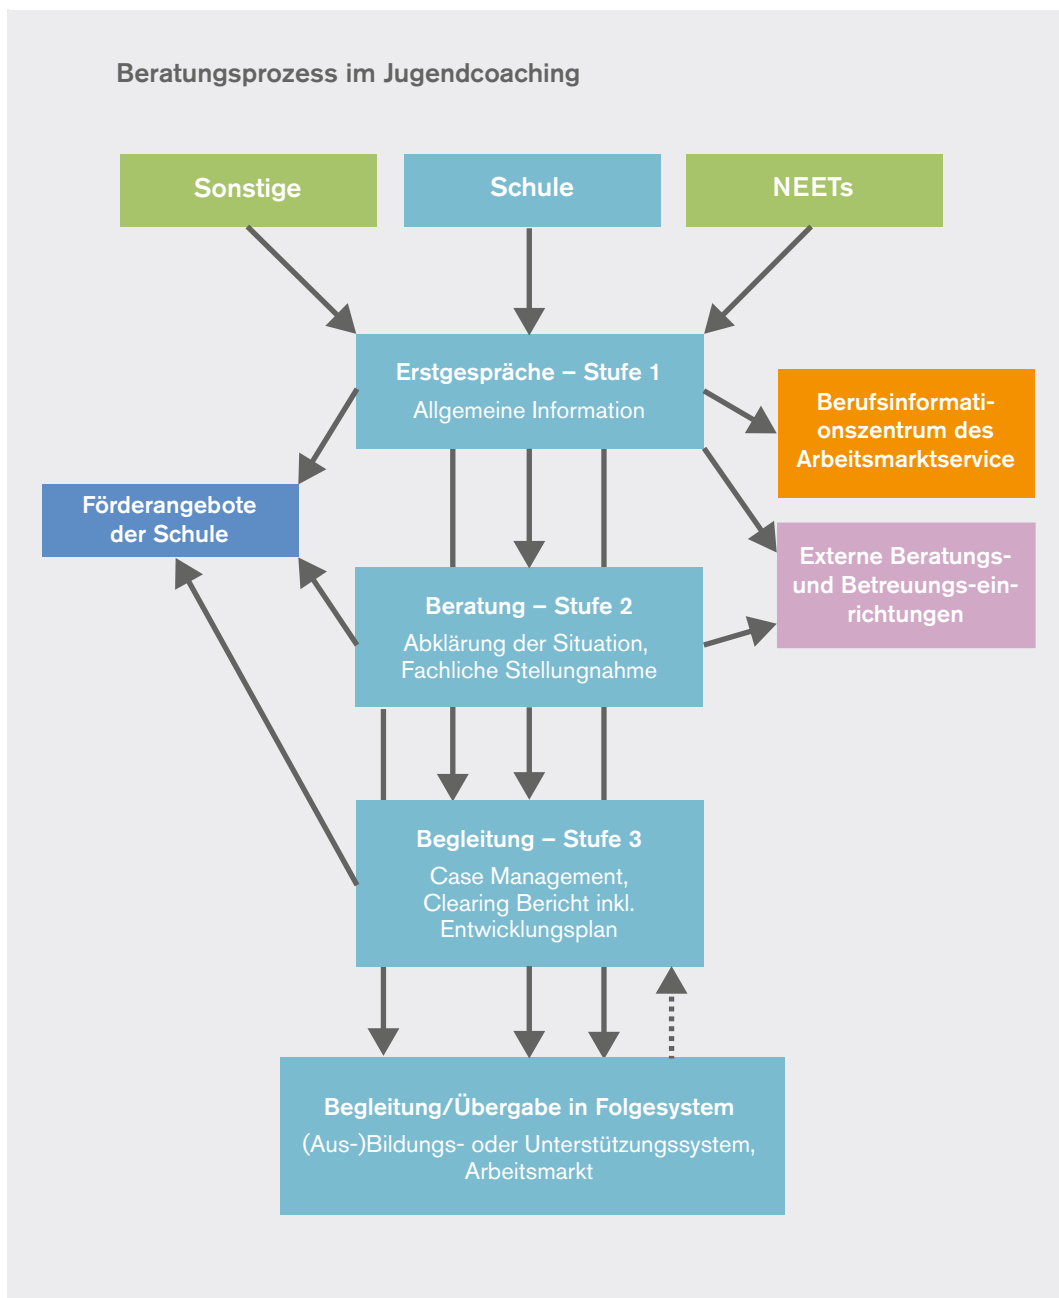 Beratungsprozess im Jugendcoaching
Sonstige
Schule
NEETs
Erstgespräche – Stufe 1
Allgemeine Information
Berufsinformati-
onszentrum des
Arbeitsmarktservice
Förderangebote
der Schule
Externe Beratungs-
und Betreuungs-ein-
richtungen
Beratung – Stufe 2
Abklärung der Situation,
Fachliche Stellungnahme
Begleitung – Stufe 3
Case Management,
Clearing Bericht inkl.
Entwicklungsplan
Begleitung/Übergabe in Folgesystem
(Aus-)Bildungs- oder Unterstützungssystem,
Arbeitsmarkt